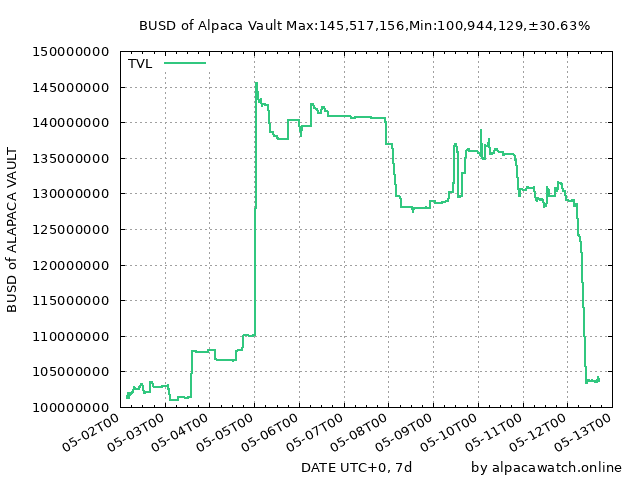 BUSD of Alpaca Vault Max:145,517,156,Min:100,944,129,±30.63%
TVL
BUSD of ALAPACA VAULT
150000000
145000000
140000000
135000000
130000000
125000000
120000000
115000000
110000000
105000000
100000000
05-02T00
05-03T00
05-04T00
05-05T00
05-06T00
05-07T00
05-08T00
05-09T00
05-10T00
05-11T00
05-12T00
05-13T00
DATE UTC+0, 7d
by alpacawatch.online